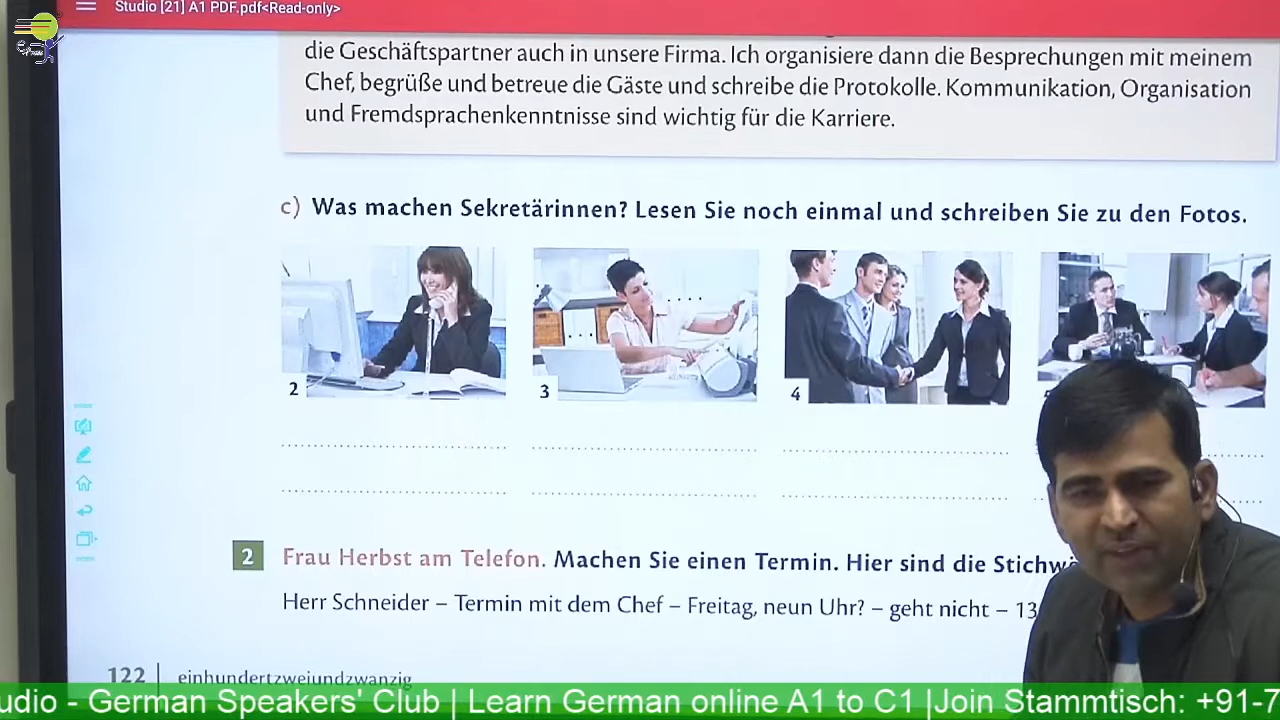 Studio [21] A1 PDF.pdf<Read-only>
die Geschäftspartner auch in unsere Firma. Ich organisiere dann die Besprechungen mit meinem
Chef, begrüße und betreue die Gäste und schreibe die Protokolle. Kommunikation, Organisation
und Fremdsprachenkenntnisse sind wichtig für die Karriere.
c) Was machen Sekretärinnen? Lesen Sie noch einmal und schreiben Sie zu den Fotos.
2
3
4
2 Frau Herbst am Telefon. Machen Sie einen Termin. Hier sind die
Herr Schneider – Termin mit dem Chef – Freitag, neun Uhr? – geht nicht – 13
122 | einhundertzweiundzwanzig
udio - German Speakers' Club | Learn German online A1 to C1 |Join Stammtisch: +91-7